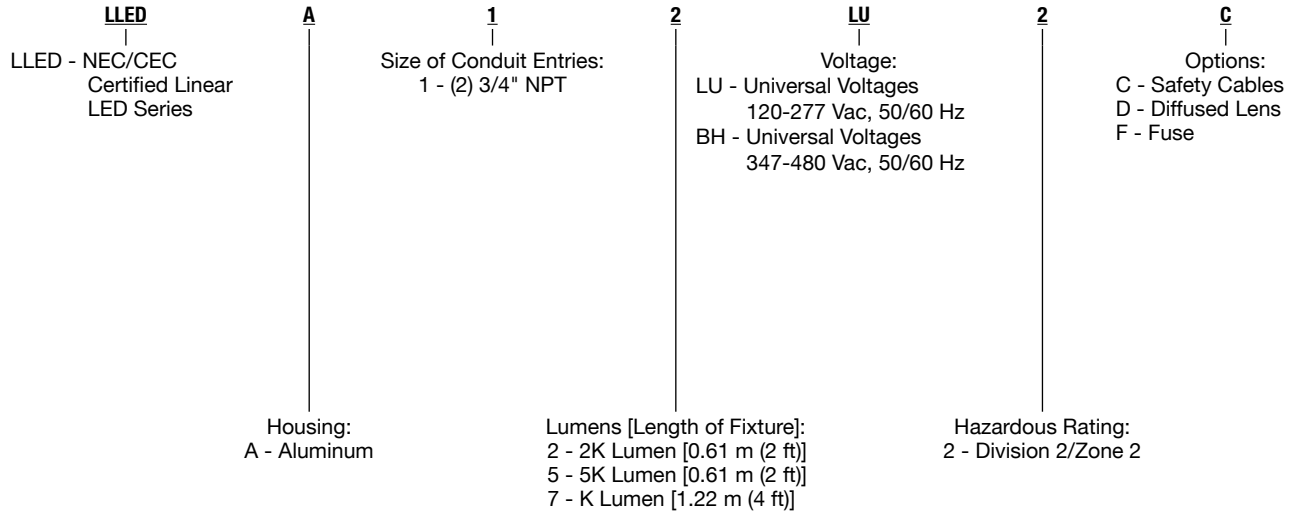 LLED A 1 2 LU 2 C
LLED - NEC/CEC
Certified Linear
LED Series
Size of Conduit Entries:
1 - (2) 3/4" NPT
Voltage:
LU - Universal Voltages
120-277 Vac, 50/60 Hz
BH - Universal Voltages
347-480 Vac, 50/60 Hz
Options:
C - Safety Cables
D - Diffused Lens
F - Fuse
Housing:
A - Aluminum
Lumens [Length of Fixture]:
2 - 2K Lumen [0.61 m (2 ft)]
5 - 5K Lumen [0.61 m (2 ft)]
7 - K Lumen [1.22 m (4 ft)]
Hazardous Rating:
2 - Division 2/Zone 2